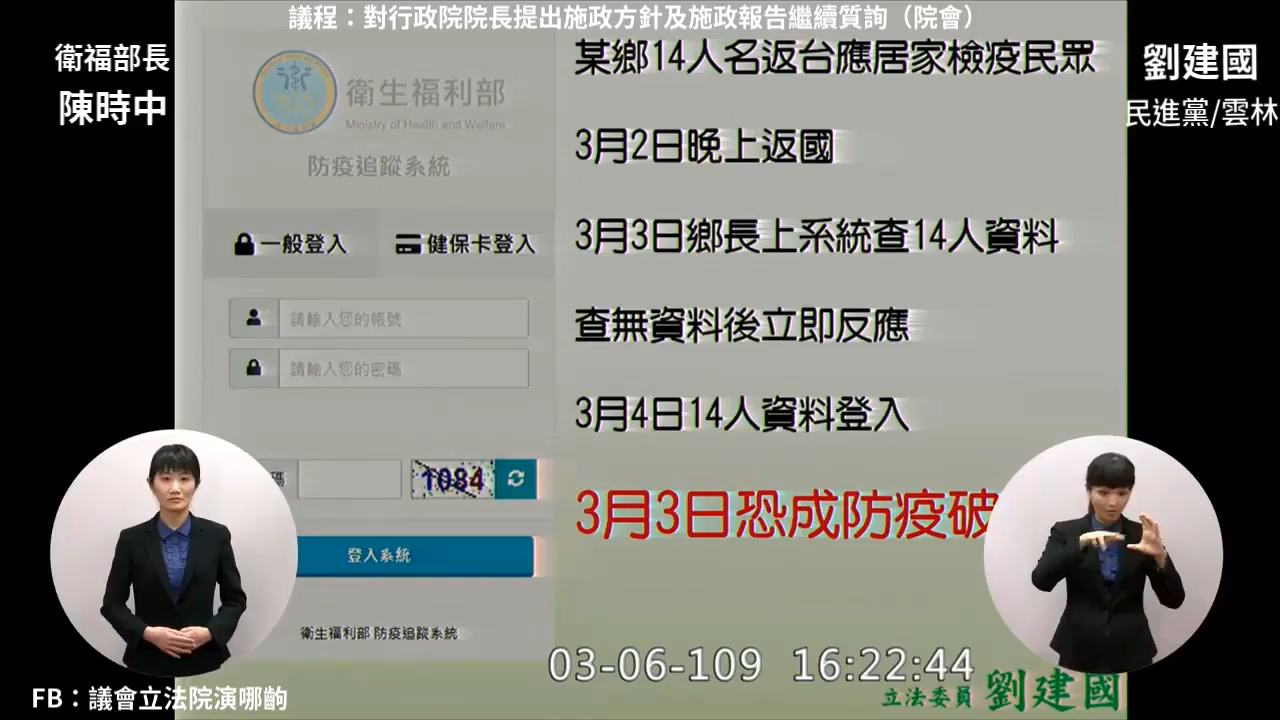 議程：對行政院院長提出施政方針及施政報告繼續質詢（院會）
衛福部長
陳時中
劉建國
民進黨/雲林
衛生福利部
Ministry of Health and Welfare
防疫追蹤系統
一般登入
健保卡登入
請輸入您的帳號
請輸入您的密碼
碼
1084
登入系統
衛生福利部 防疫追蹤系統
某鄉14人名返台應居家檢疫民眾
3月2日晚上返國
3月3日鄉長上系統查14人資料
查無資料後立即反應
3月4日14人資料登入
3月3日恐成防疫破
03-06-109 16:22:44
立法委員 劉建國
FB：議會立法院演哪齣